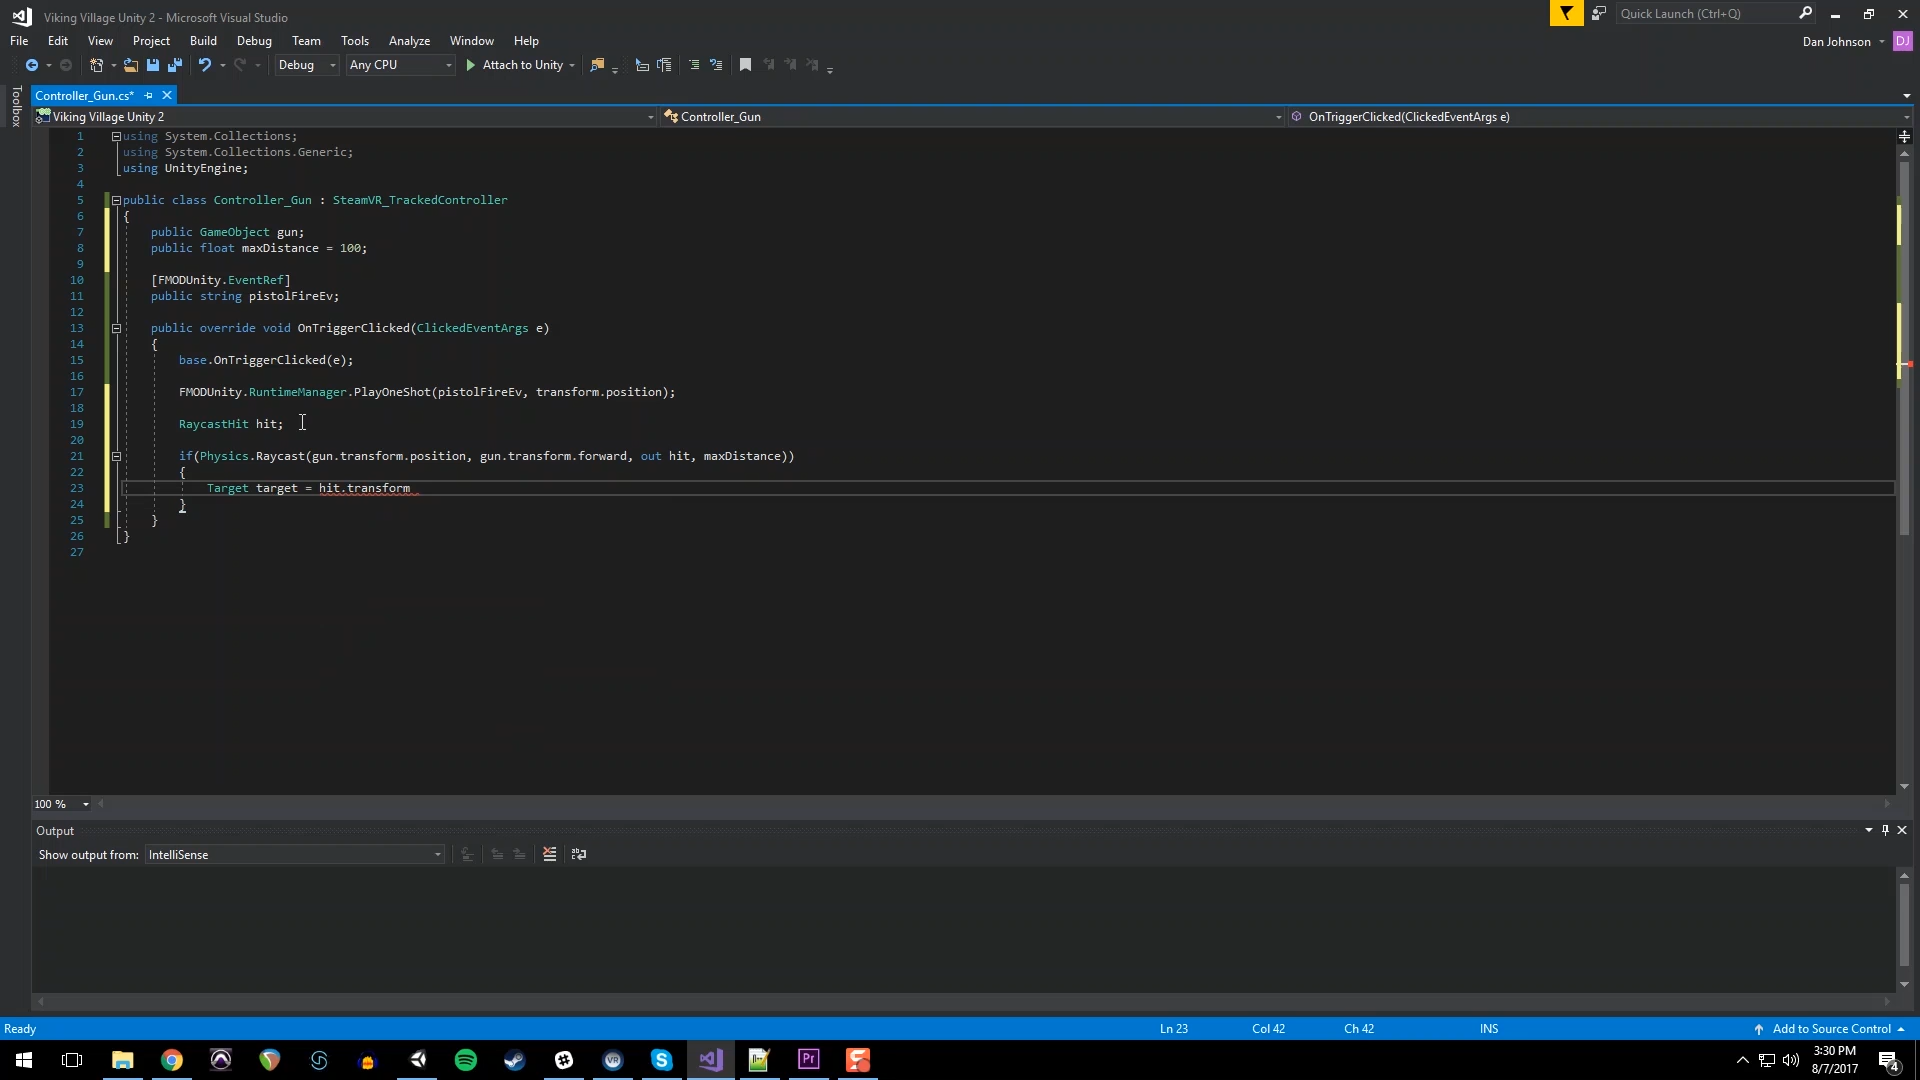 Viking Village Unity 2 - Microsoft Visual Studio
Quick Launch (Ctrl+Q)
File Edit View Project Build Debug Team Tools Analyze Window Help
Dan Johnson DJ
Debug Any CPU Attach to Unity
Toolbox
Controller_Gun.cs*
Viking Village Unity 2 Controller_Gun OnTriggerClicked(ClickedEventArgs e)
1 using System.Collections;
2 using System.Collections.Generic;
3 using UnityEngine;
4
5 public class Controller_Gun : SteamVR_TrackedController
6 {
7 public GameObject gun;
8 public float maxDistance = 100;
9
10 [FMODUnity.EventRef]
11 public string pistolFireEv;
12
13 public override void OnTriggerClicked(ClickedEventArgs e)
14 {
15 base.OnTriggerClicked(e);
16
17 FMODUnity.RuntimeManager.PlayOneShot(pistolFireEv, transform.position);
18
19 RaycastHit hit;
20
21 if(Physics.Raycast(gun.transform.position, gun.transform.forward, out hit, maxDistance))
22 {
23 Target target = hit.transform
24 }
25 }
26 }
27
100 %
Output
Show output from: IntelliSense
Ready Ln 23 Col 42 Ch 42 INS Add to Source Control
VR Pr
3:30 PM
8/7/2017
4